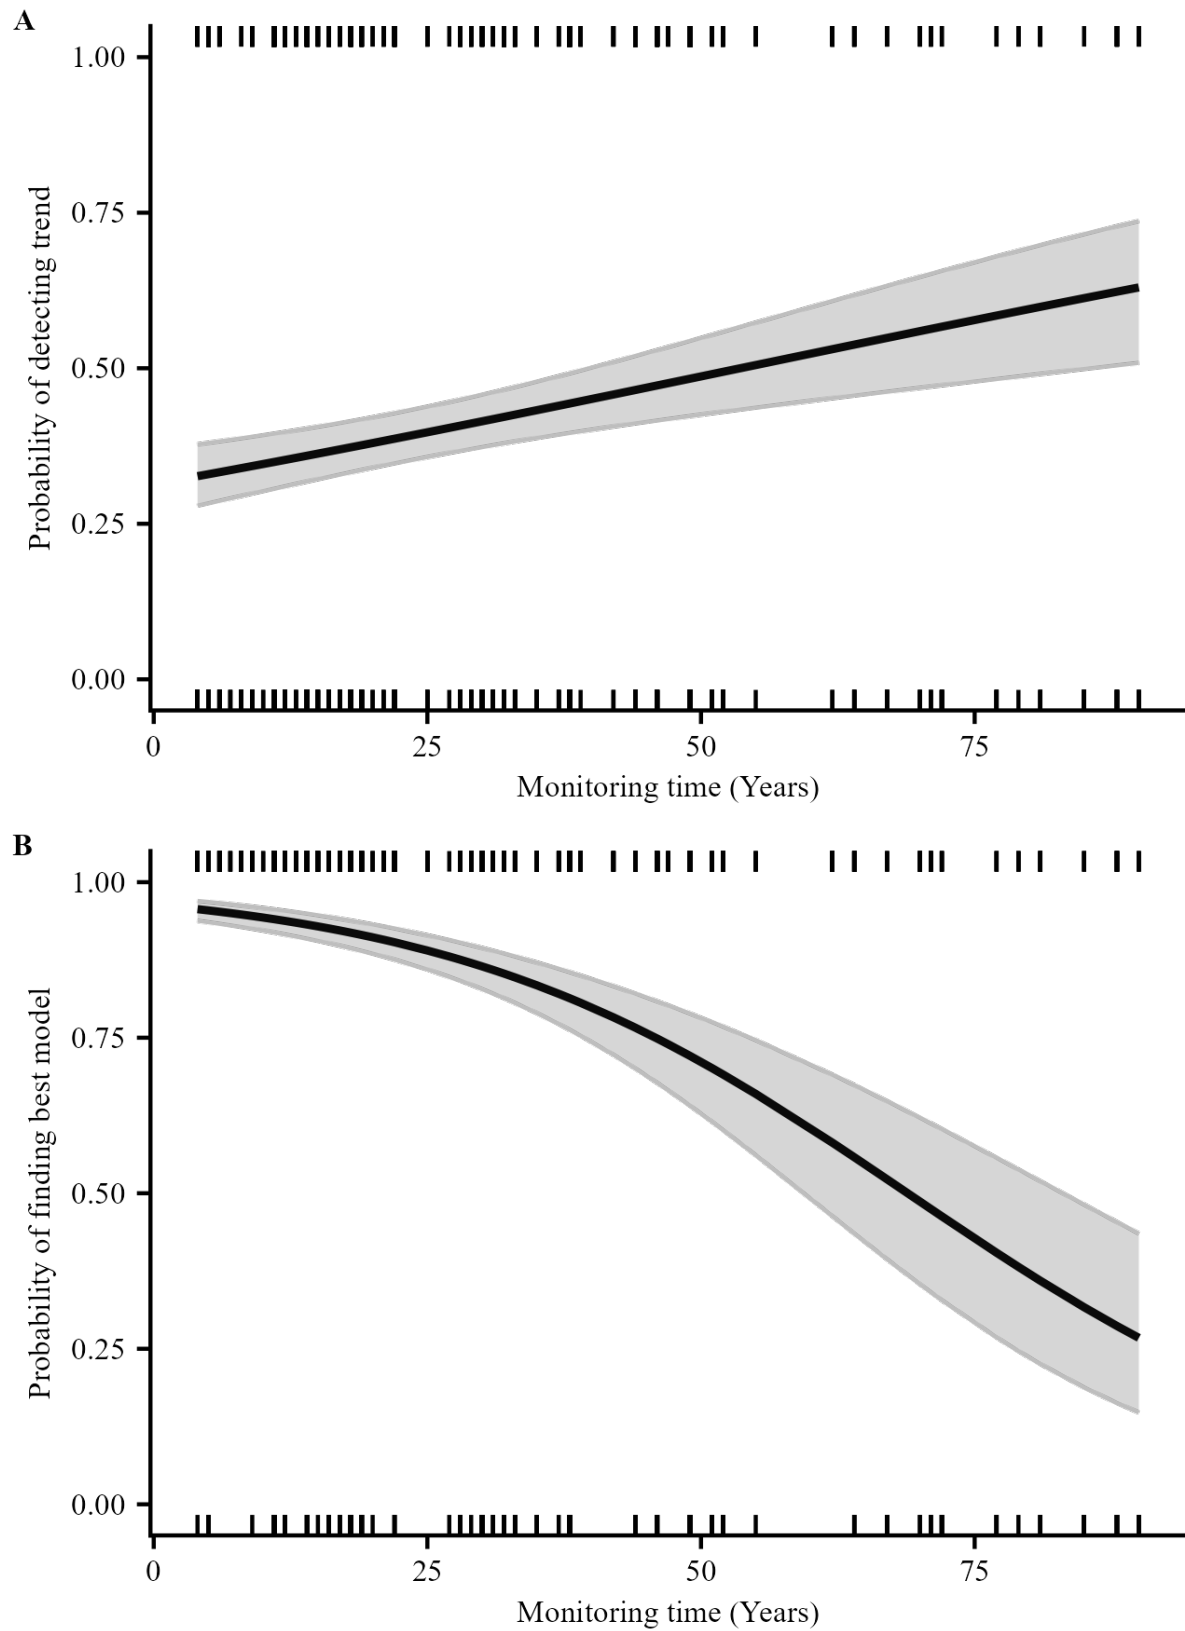 A
1.00
0.75
0.50
0.25
0.00
Probability of detecting trend
0 25 50 75
Monitoring time (Years)
B
1.00
0.75
0.50
0.25
0.00
Probability of finding best model
0 25 50 75
Monitoring time (Years)